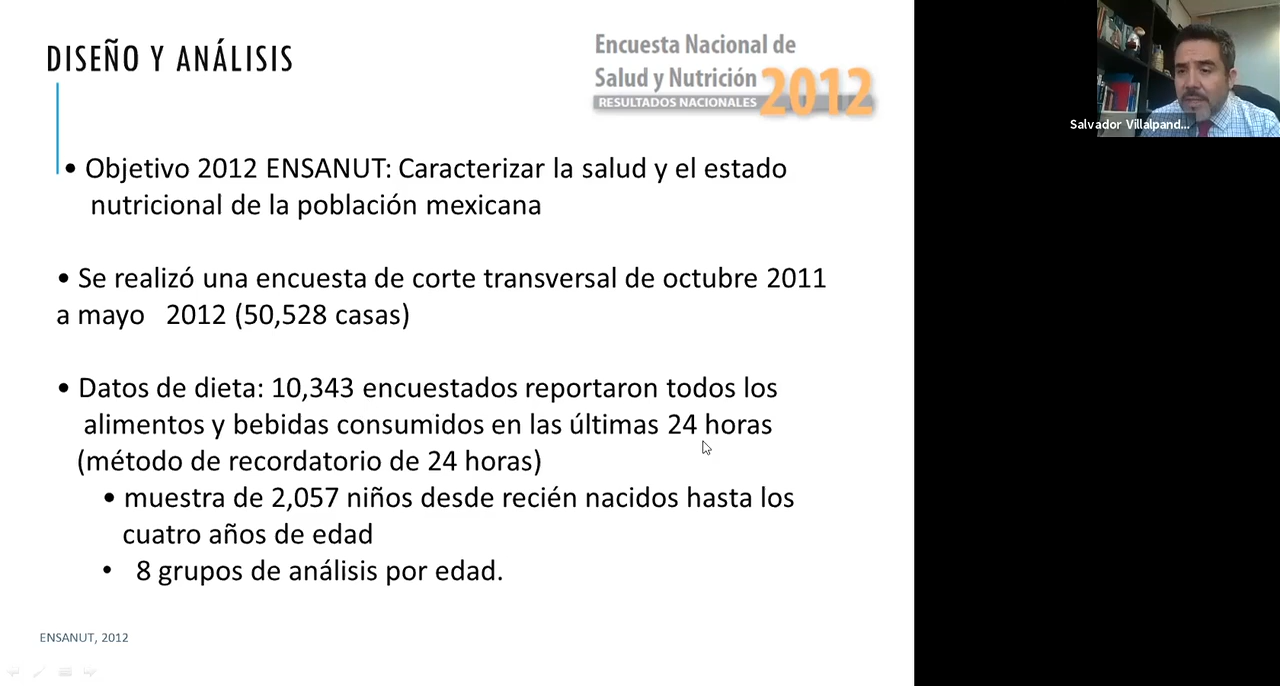 DISEÑO Y ANÁLISIS
Encuesta Nacional de
Salud y Nutrición 2012
RESULTADOS NACIONALES
Salvador Villalpand...
• Objetivo 2012 ENSANUT: Caracterizar la salud y el estado
nutricional de la población mexicana
• Se realizó una encuesta de corte transversal de octubre 2011
a mayo 2012 (50,528 casas)
• Datos de dieta: 10,343 encuestados reportaron todos los
alimentos y bebidas consumidos en las últimas 24 horas
(método de recordatorio de 24 horas)
• muestra de 2,057 niños desde recién nacidos hasta los
cuatro años de edad
• 8 grupos de análisis por edad.
ENSANUT, 2012